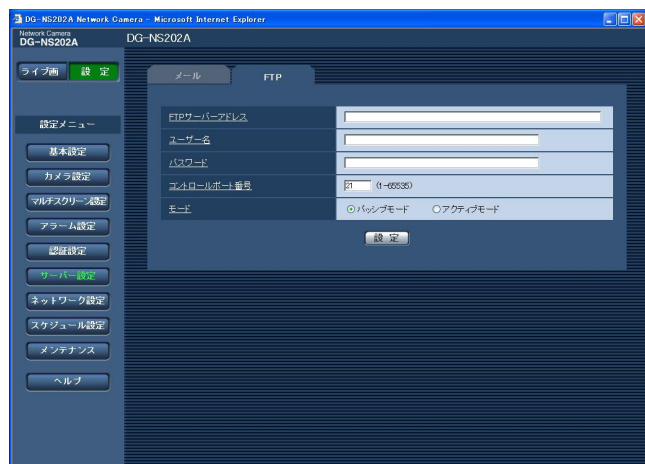 DG-NS202A Network Camera - Microsoft Internet Explorer
Network Camera
DG-NS202A
DG-NS202A
ライブ画 設 定
メール FTP
設定メニュー
基本設定
カメラ設定
マルチスクリーン設定
アラーム設定
認証設定
サーバー設定
ネットワーク設定
スケジュール設定
メンテナンス
ヘルプ
FTPサーバーアドレス
ユーザー名
パスワード
コントロールポート番号 21 (1-65535)
モード パッシブモード アクティブモード
設 定